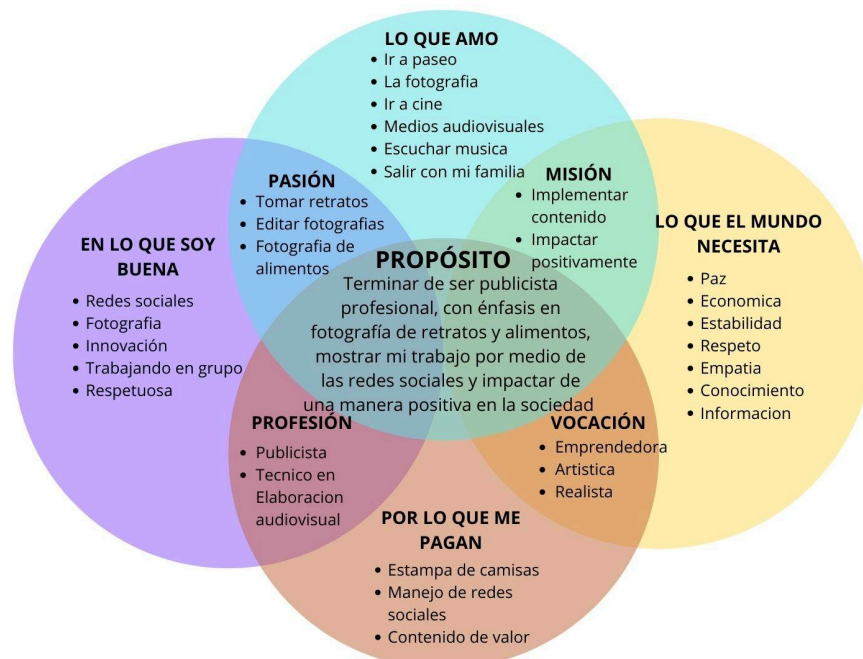 LO QUE AMO
• Ir a paseo
• La fotografia
• Ir a cine
• Medios audiovisuales
• Escuchar musica
• Salir con mi familia
PASIÓN
• Tomar retratos
• Editar fotografias
• Fotografia de
alimentos
MISIÓN
• Implementar
contenido
• Impactar
positivamente
EN LO QUE SOY
BUENA
• Redes sociales
• Fotografia
• Innovación
• Trabajando en grupo
• Respetuosa
PROPÓSITO
Terminar de ser publicista
profesional, con énfasis en
fotografía de retratos y alimentos,
mostrar mi trabajo por medio de
las redes sociales y impactar de
una manera positiva en la sociedad
LO QUE EL MUNDO
NECESITA
• Paz
• Economica
• Estabilidad
• Respeto
• Empatia
• Conocimiento
• Informacion
PROFESIÓN
• Publicista
• Tecnico en
Elaboracion
audiovisual
VOCACIÓN
• Emprendedora
• Artistica
• Realista
POR LO QUE ME
PAGAN
• Estampa de camisas
• Manejo de redes
sociales
• Contenido de valor